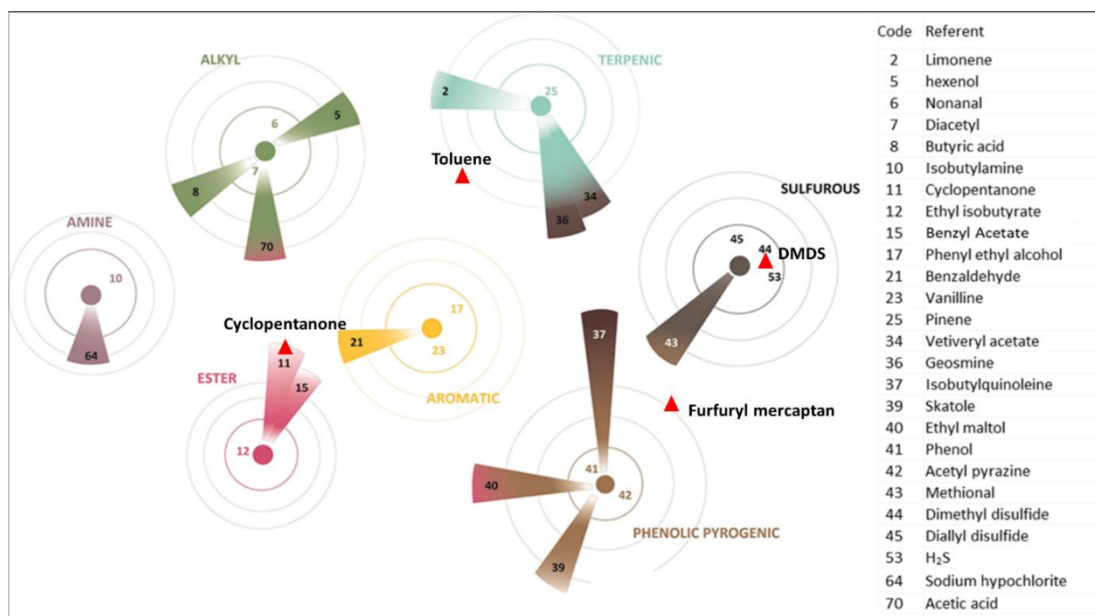 ALKYL
5
6
7
8
70
TERPENIC
2
25
34
36
Toluene
SULFUROUS
45
44
DMDS
53
43
AMINE
10
64
Cyclopentanone
17
21
23
AROMATIC
ESTER
11
15
12
37
Furfuryl mercaptan
41
42
40
39
PHENOLIC PYROGENIC
Code Referent
2 Limonene
5 hexenol
6 Nonanal
7 Diacetyl
8 Butyric acid
10 Isobutylamine
11 Cyclopentanone
12 Ethyl isobutyrate
15 Benzyl Acetate
17 Phenyl ethyl alcohol
21 Benzaldehyde
23 Vanilline
25 Pinene
34 Vetiveryl acetate
36 Geosmine
37 Isobutylquinoleine
39 Skatole
40 Ethyl maltol
41 Phenol
42 Acetyl pyrazine
43 Methional
44 Dimethyl disulfide
45 Diallyl disulfide
53 H₂S
64 Sodium hypochlorite
70 Acetic acid